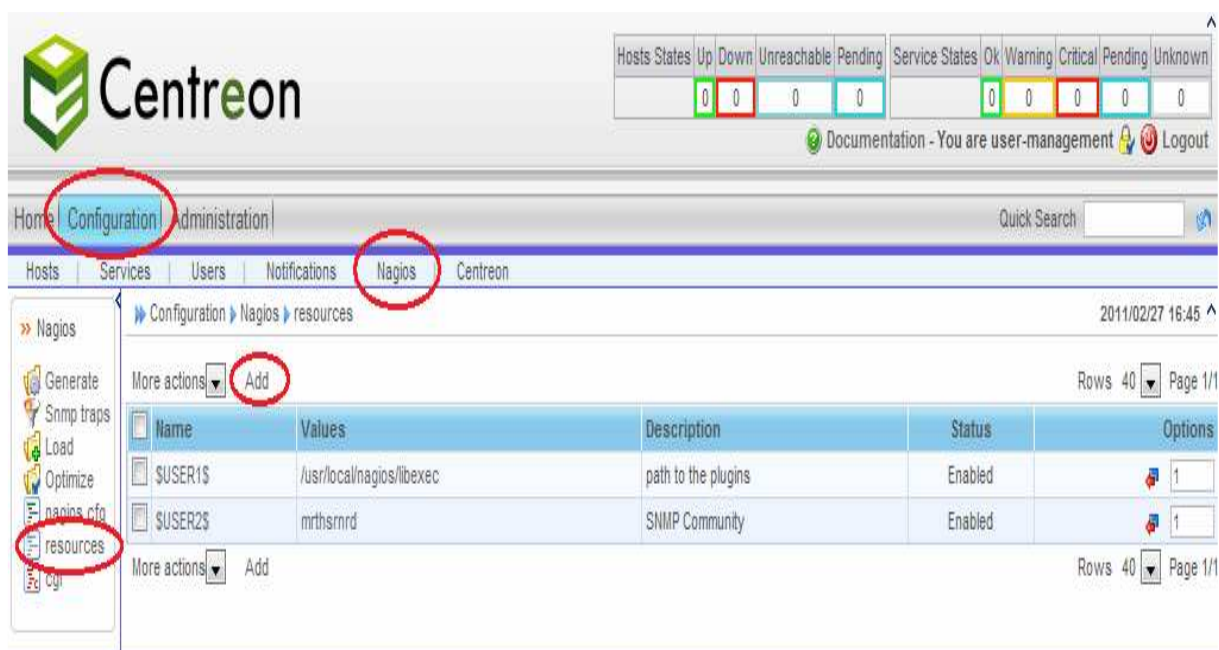 Centreon
Hosts States Up Down Unreachable Pending Service States Ok Warning Critical Pending Unknown
0 0 0 0 0 0 0 0 0
Documentation - You are user-management Logout
Home Configuration Administration Quick Search
Hosts | Services | Users | Notifications Nagios Centreon
Configuration Nagios resources 2011/02/27 16:45
Nagios
Generate
Snmp traps
Load
Optimize
nagios.cfg
resources
cgi
More actions Add Rows 40 Page 1/1
Name Values Description Status Options
$USER1$ /usr/local/nagios/libexec path to the plugins Enabled 1
$USER2$ mrthsrnrd SNMP Community Enabled 1
More actions Add Rows 40 Page 1/1